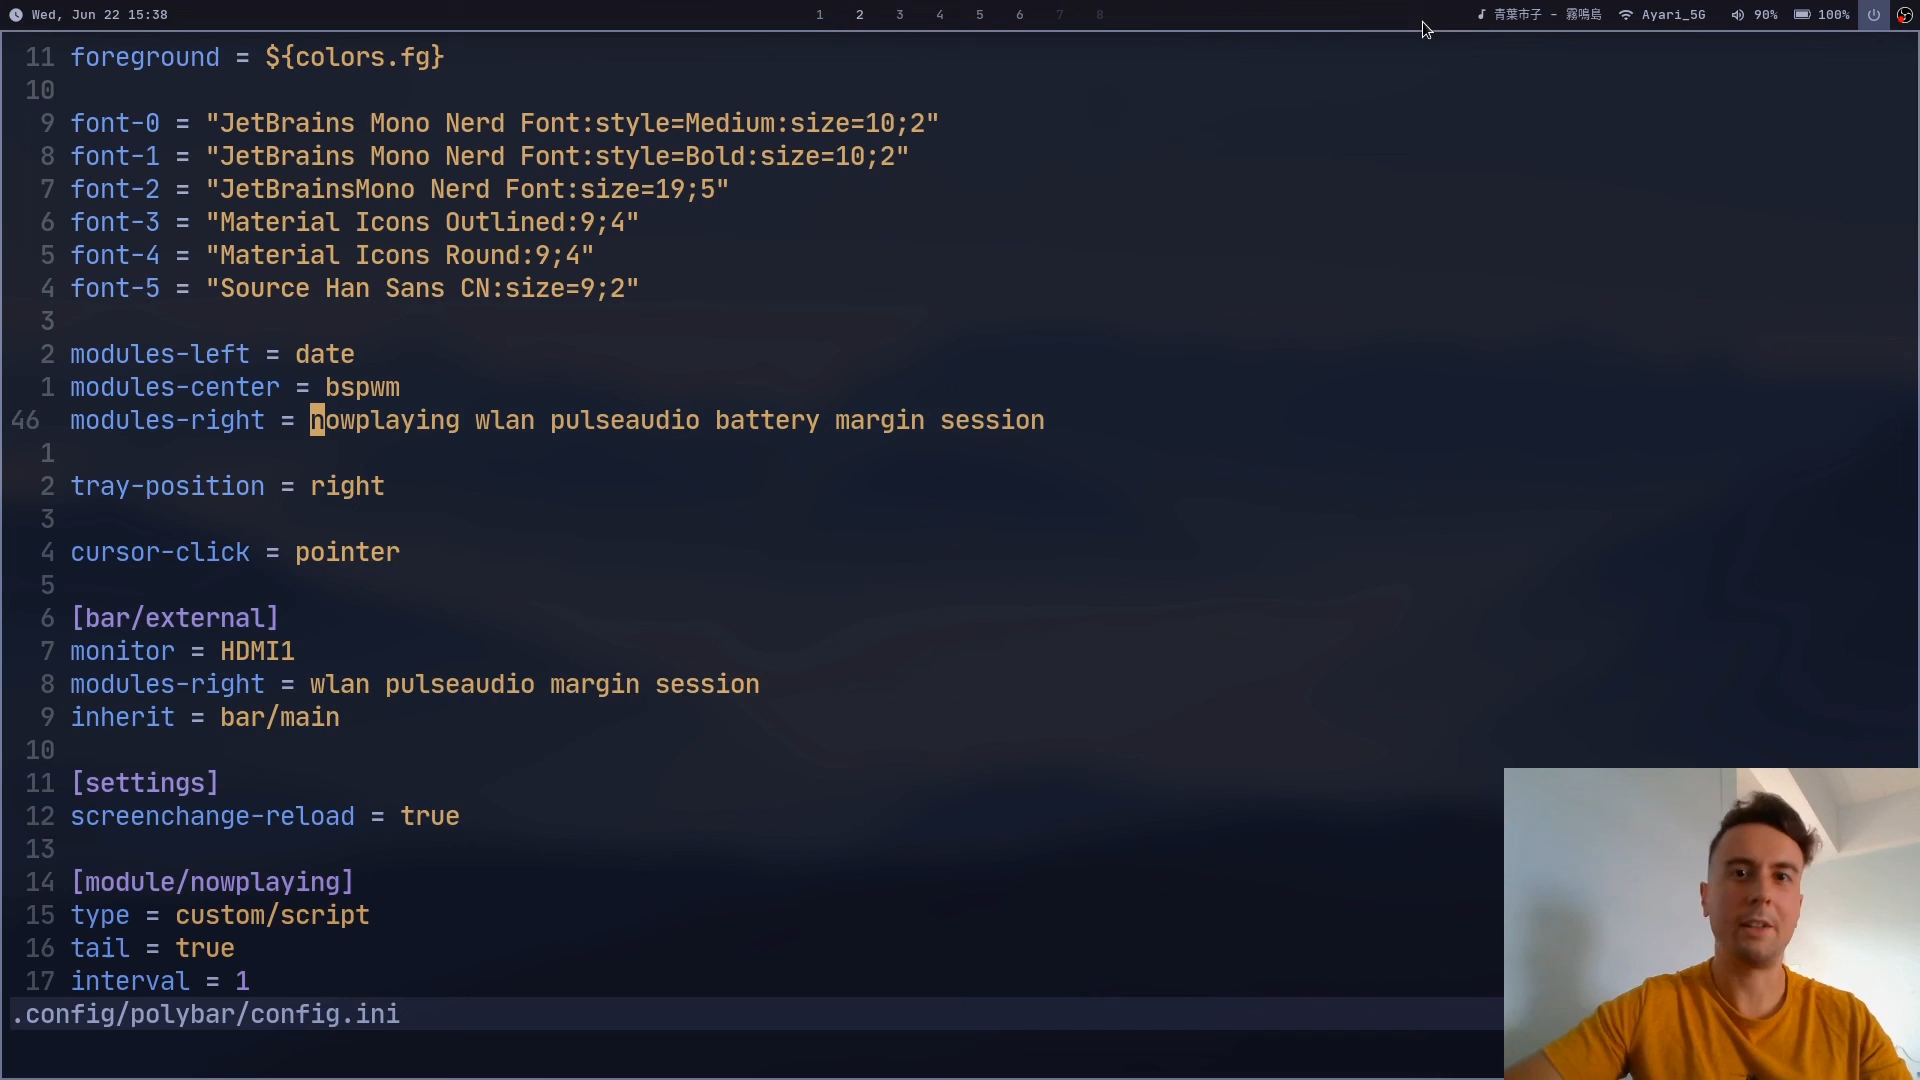 Wed, Jun 22 15:38
1 2 3 4 5 6 7 8
青葉市子 - 霧鳴島 Ayari_5G 90% 100%
11 foreground = ${colors.fg}
10
9 font-0 = "JetBrains Mono Nerd Font:style=Medium:size=10;2"
8 font-1 = "JetBrains Mono Nerd Font:style=Bold:size=10;2"
7 font-2 = "JetBrainsMono Nerd Font:size=19;5"
6 font-3 = "Material Icons Outlined:9;4"
5 font-4 = "Material Icons Round:9;4"
4 font-5 = "Source Han Sans CN:size=9;2"
3
2 modules-left = date
1 modules-center = bspwm
46 modules-right = nowplaying wlan pulseaudio battery margin session
1
2 tray-position = right
3
4 cursor-click = pointer
5
6 [bar/external]
7 monitor = HDMI1
8 modules-right = wlan pulseaudio margin session
9 inherit = bar/main
10
11 [settings]
12 screenchange-reload = true
13
14 [module/nowplaying]
15 type = custom/script
16 tail = true
17 interval = 1
.config/polybar/config.ini